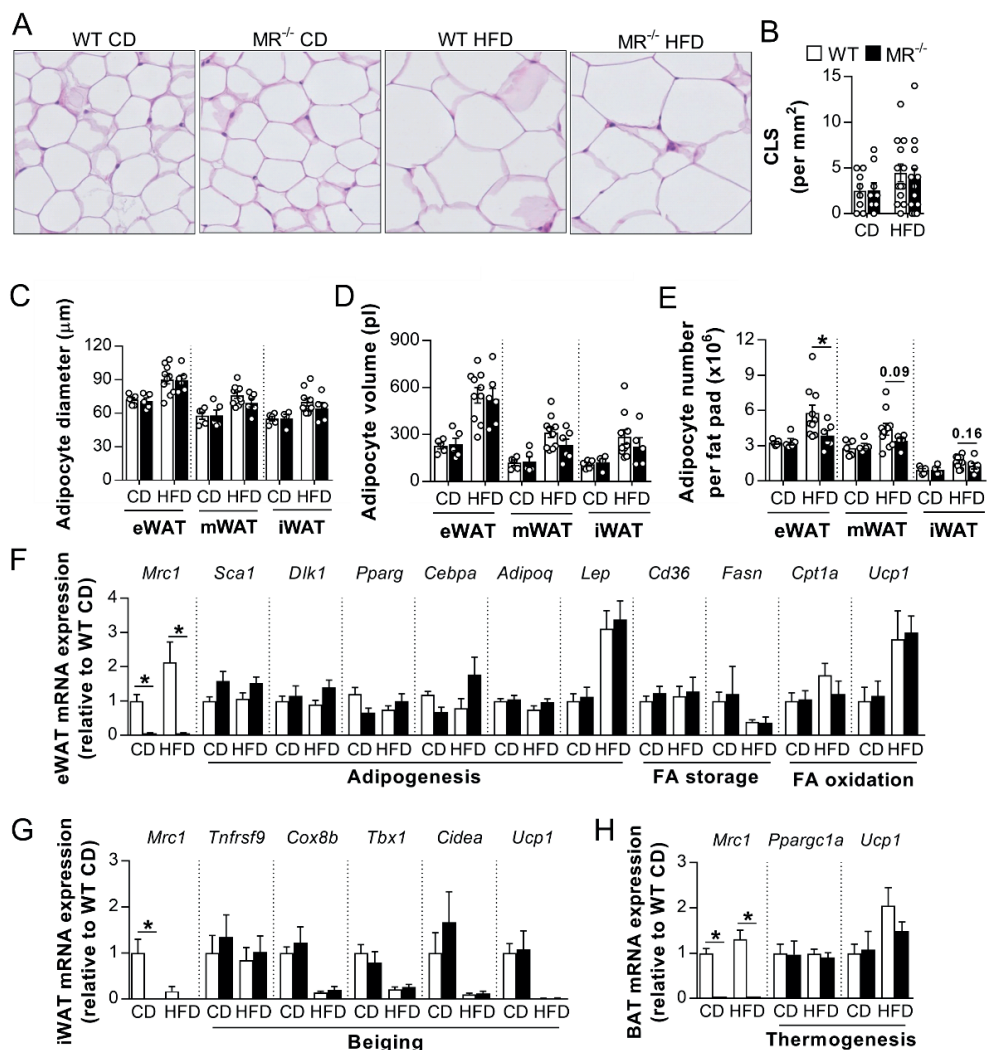 A
WT CD
MR-/- CD
WT HFD
MR-/- HFD
B
WT MR-/-
CLS
(per mm2)
15
10
5
0
CD HFD
C
Adipocyte diameter (μm)
120
90
60
30
0
CD HFD CD HFD CD HFD
eWAT mWAT iWAT
D
Adipocyte volume (pl)
900
600
300
0
CD HFD CD HFD CD HFD
eWAT mWAT iWAT
E
Adipocyte number
per fat pad (x106)
15
10
5
0
*
0.09
0.16
CD HFD CD HFD CD HFD
eWAT mWAT iWAT
F
eWAT mRNA expression
(relative to WT CD)
Mrc1 Sca1 Dlk1 Pparg Cebpa Adipoq Lep Cd36 Fasn Cpt1a Ucp1
4
3
2
1
0
* *
CD HFD CD HFD CD HFD CD HFD CD HFD CD HFD CD HFD CD HFD CD HFD CD HFD CD HFD
Adipogenesis FA storage FA oxidation
G
iWAT mRNA expression
(relative to WT CD)
Mrc1 Tnfrsf9 Cox8b Tbx1 Cidea Ucp1
3
2
1
0
*
CD HFD CD HFD CD HFD CD HFD CD HFD CD HFD
Beiging
H
BAT mRNA expression
(relative to WT CD)
Mrc1 Ppargc1a Ucp1
3
2
1
0
* *
CD HFD CD HFD CD HFD
Thermogenesis